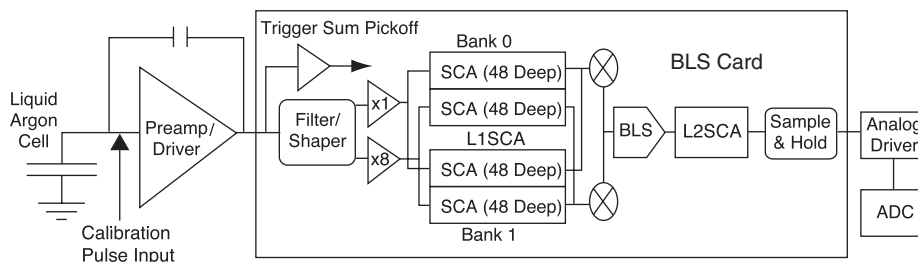 Trigger Sum Pickoff
Bank 0
SCA (48 Deep)
BLS Card
x1
SCA (48 Deep)
Liquid
Argon
Cell
Preamp/
Driver
Filter/
Shaper
L1SCA
BLS
L2SCA
Sample
& Hold
Analog
Driver
x8
SCA (48 Deep)
SCA (48 Deep)
ADC
Bank 1
Calibration
Pulse Input